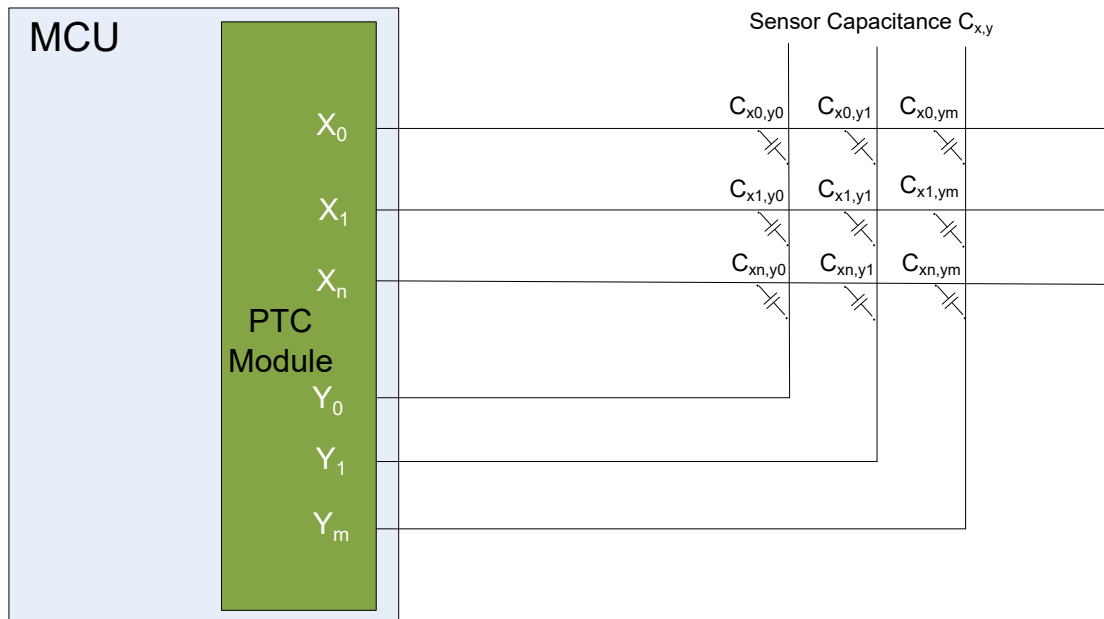 MCU
Sensor Capacitance Cx,y
X0
Cx0,y0 Cx0,y1 Cx0,ym
X1
Cx1,y0 Cx1,y1 Cx1,ym
Xn
Cxn,y0 Cxn,y1 Cxn,ym
PTC
Module
Y0
Y1
Ym